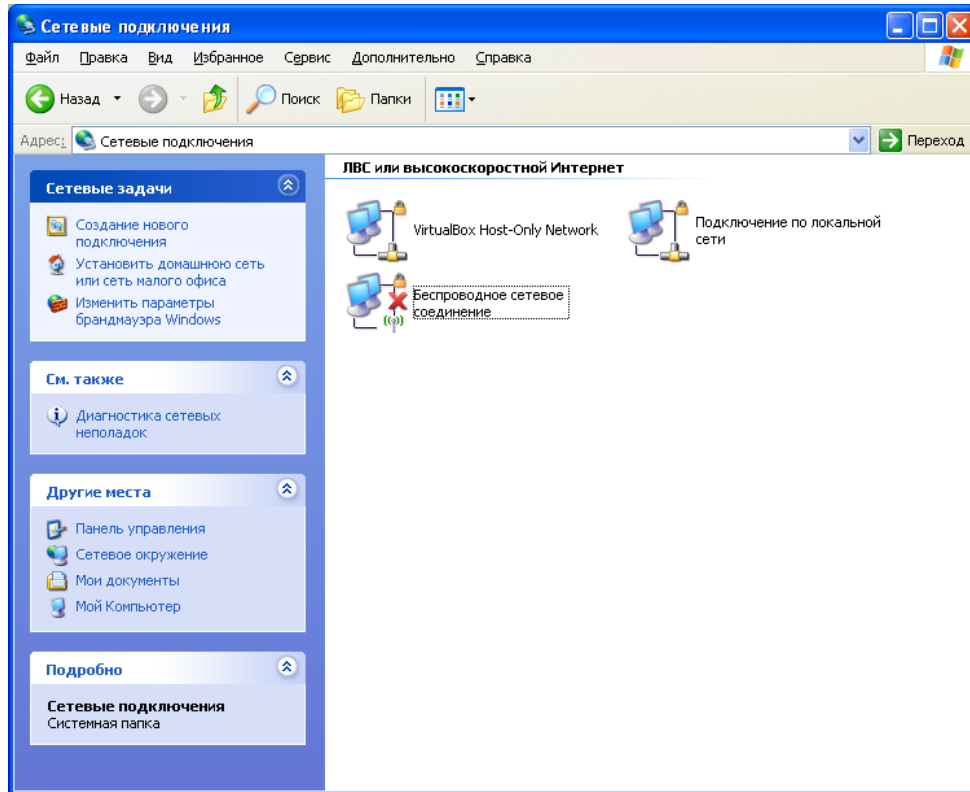 Сетевые подключения
Файл Правка Вид Избранное Сервис Дополнительно Справка
Назад Поиск Папки
Адрес: Сетевые подключения Переход
Сетевые задачи
Создание нового
подключения
Установить домашнюю сеть
или сеть малого офиса
Изменить параметры
брандмауэра Windows
См. также
Диагностика сетевых
неполадок
Другие места
Панель управления
Сетевое окружение
Мои документы
Мой Компьютер
Подробно
Сетевые подключения
Системная папка
ЛВС или высокоскоростной Интернет
VirtualBox Host-Only Network
Подключение по локальной
сети
Беспроводное сетевое
соединение